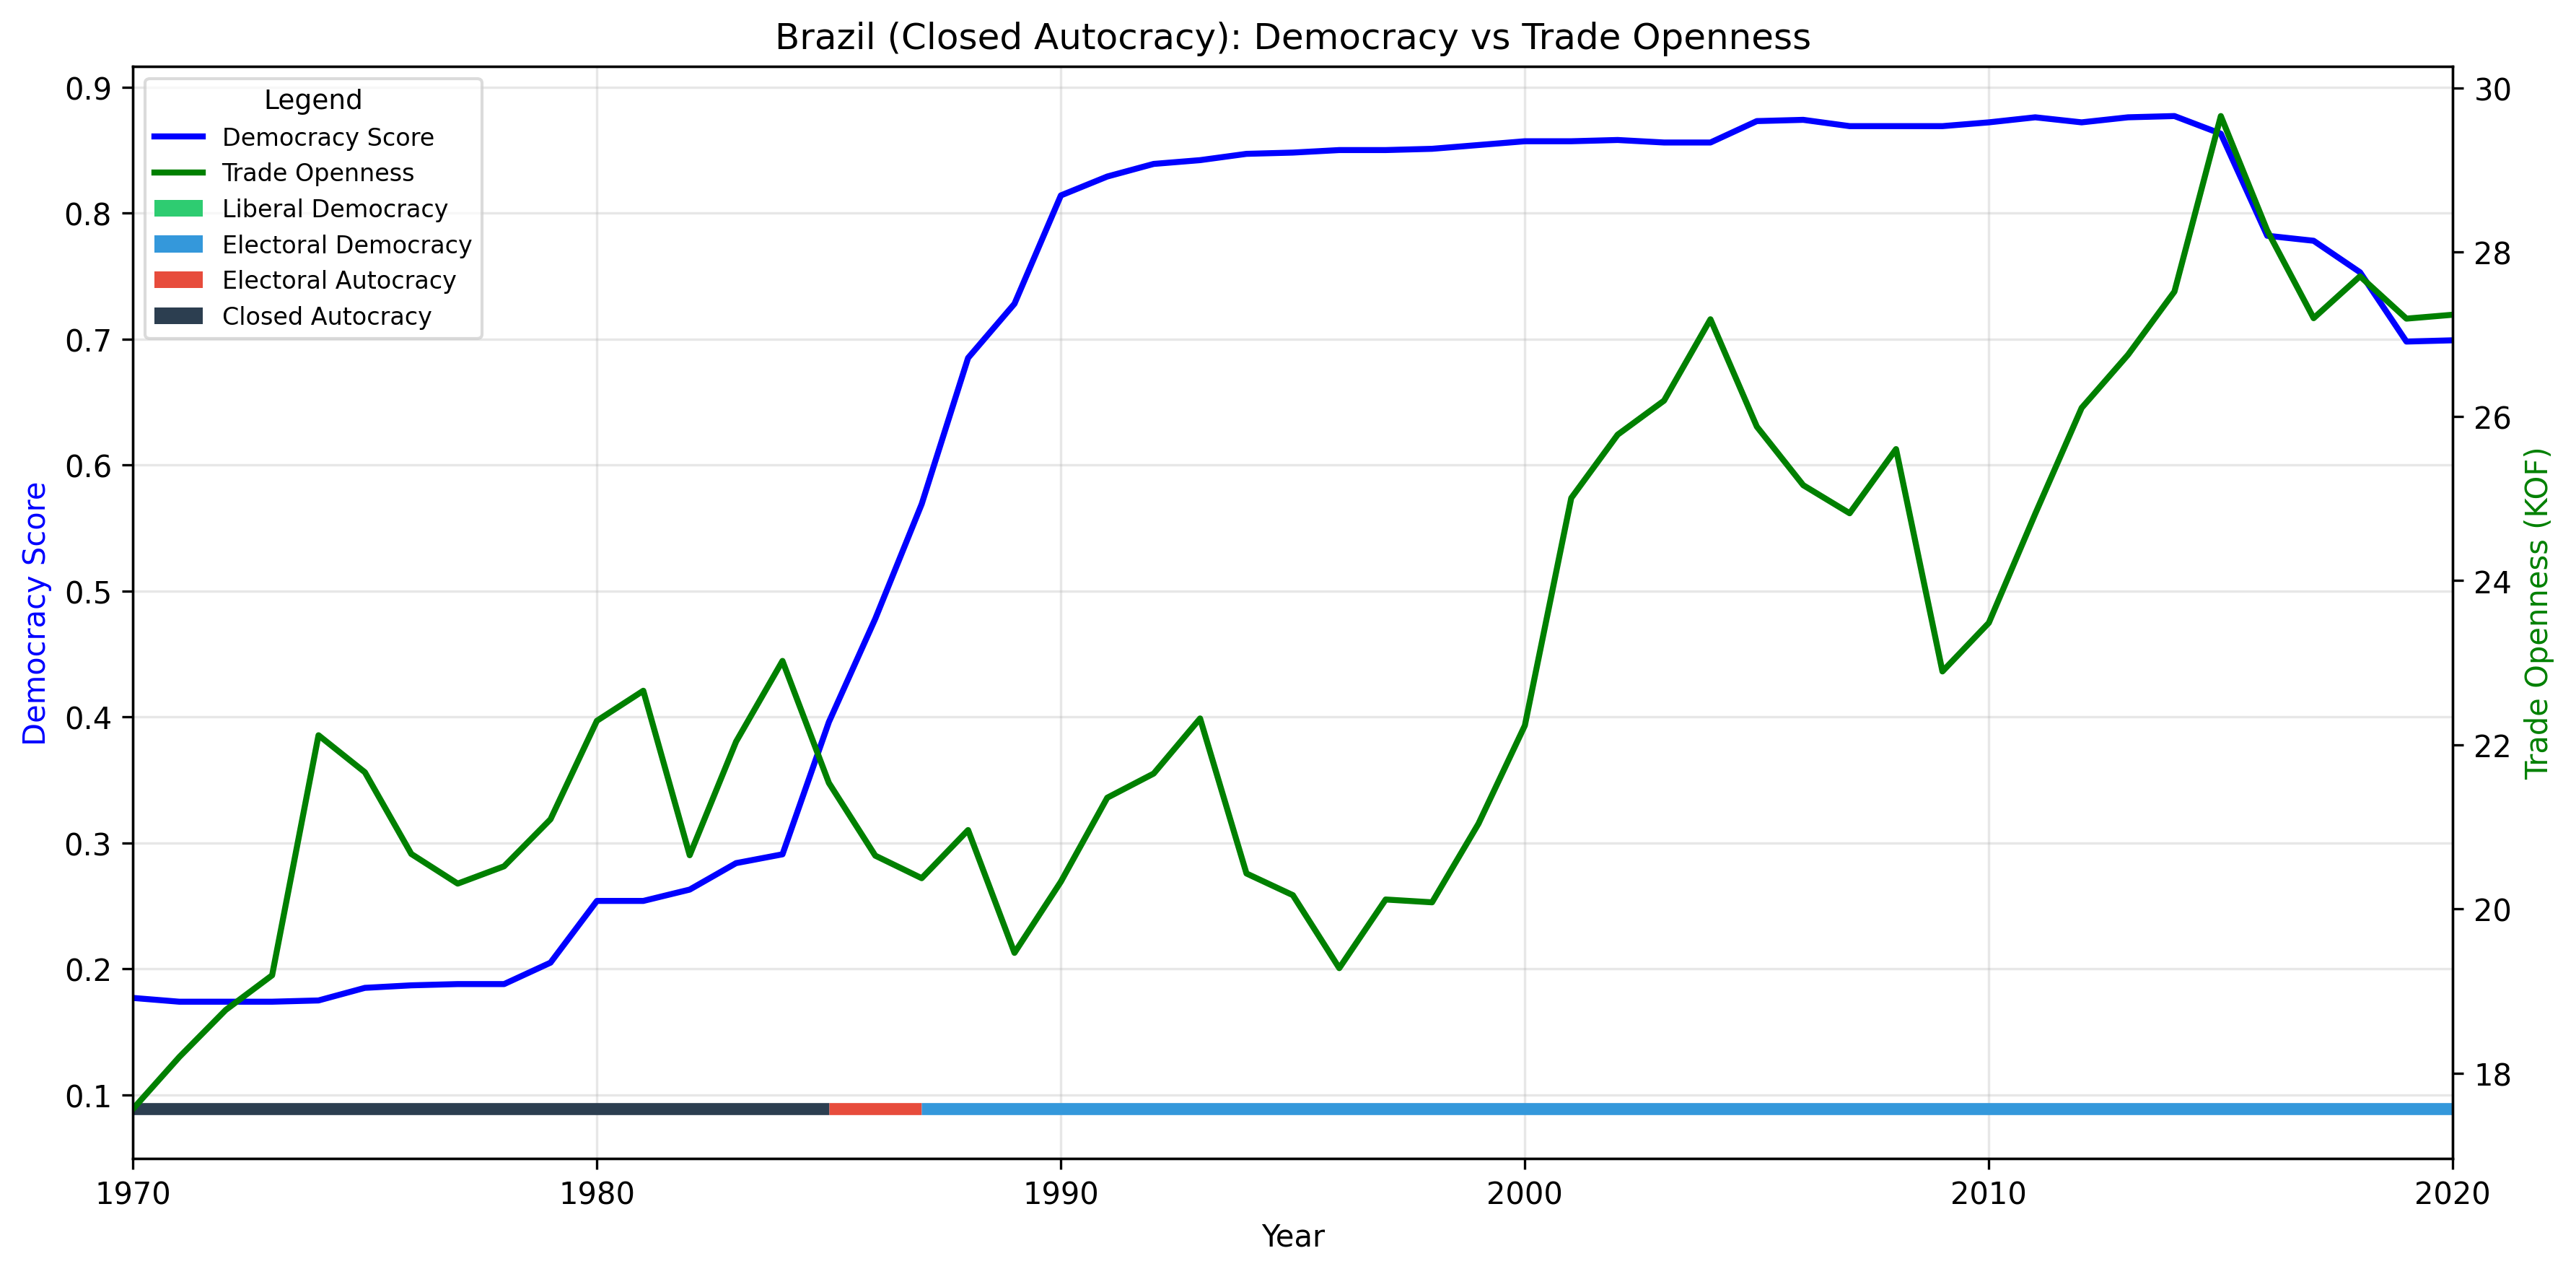 Brazil (Closed Autocracy): Democracy vs Trade Openness
Legend
Democracy Score
Trade Openness
Liberal Democracy
Electoral Democracy
Electoral Autocracy
Closed Autocracy
0.9
0.8
0.7
0.6
0.5
0.4
0.3
0.2
0.1
Democracy Score
30
28
26
24
22
20
18
Trade Openness (KOF)
1970 1980 1990 2000 2010 2020
Year